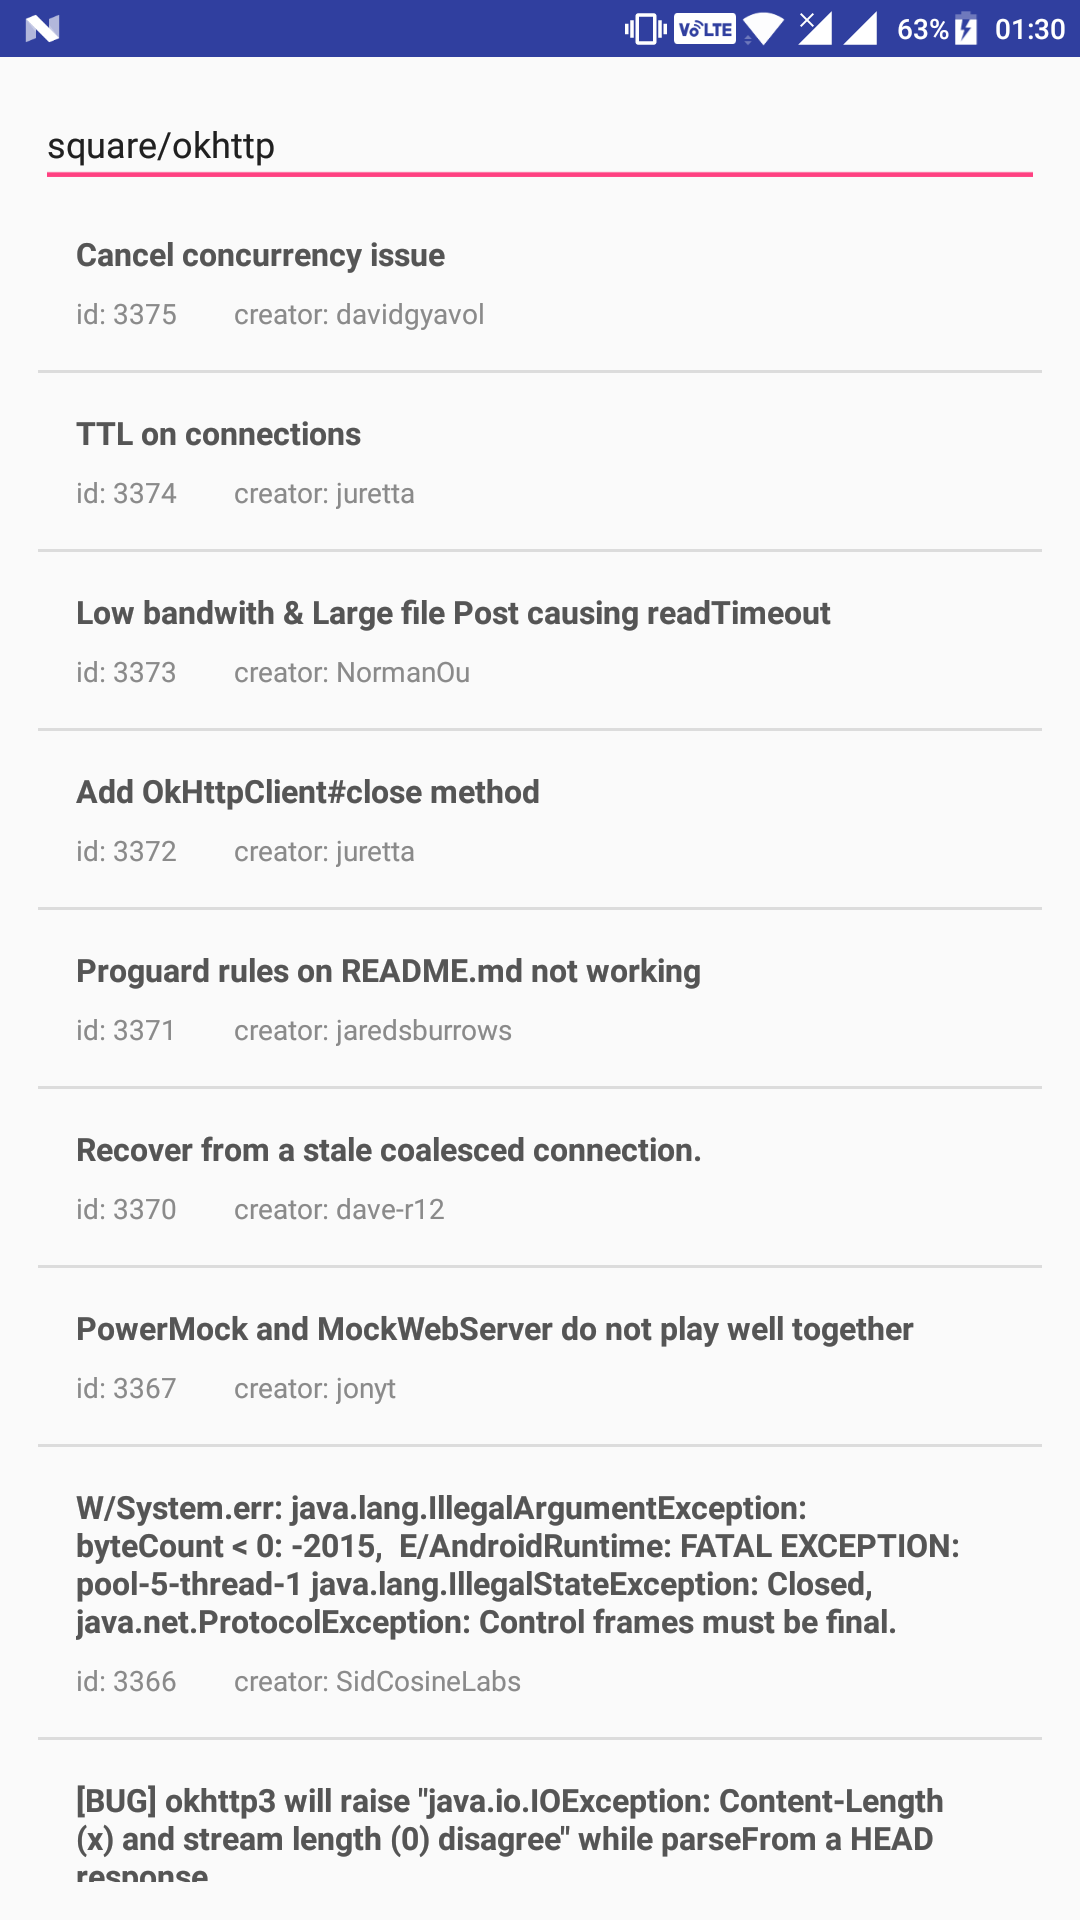 VoLTE 63% 01:30
square/okhttp
Cancel concurrency issue
id: 3375 creator: davidgyavol
TTL on connections
id: 3374 creator: juretta
Low bandwith & Large file Post causing readTimeout
id: 3373 creator: NormanOu
Add OkHttpClient#close method
id: 3372 creator: juretta
Proguard rules on README.md not working
id: 3371 creator: jaredsburrows
Recover from a stale coalesced connection.
id: 3370 creator: dave-r12
PowerMock and MockWebServer do not play well together
id: 3367 creator: jonyt
W/System.err: java.lang.IllegalArgumentException:
byteCount < 0: -2015,  E/AndroidRuntime: FATAL EXCEPTION:
pool-5-thread-1 java.lang.IllegalStateException: Closed,
java.net.ProtocolException: Control frames must be final.
id: 3366 creator: SidCosineLabs
[BUG] okhttp3 will raise "java.io.IOException: Content-Length
(x) and stream length (0) disagree" while parseFrom a HEAD
response